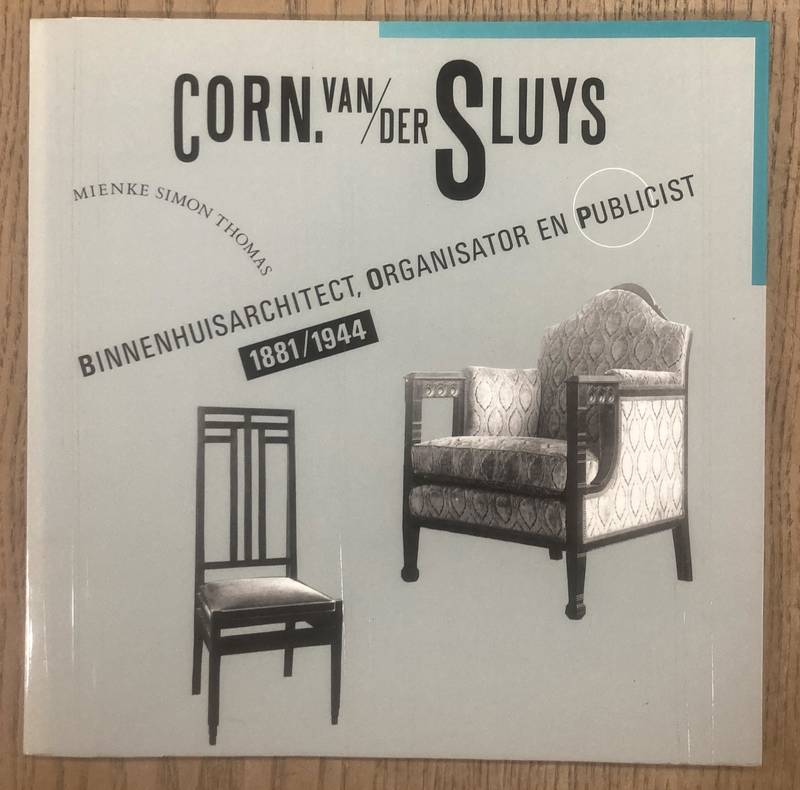 CORN. VAN/DER SLUYS
MIENKE SIMON THOMAS
BINNENHUISARCHITECT, ORGANISATOR EN PUBLICIST
1881/1944